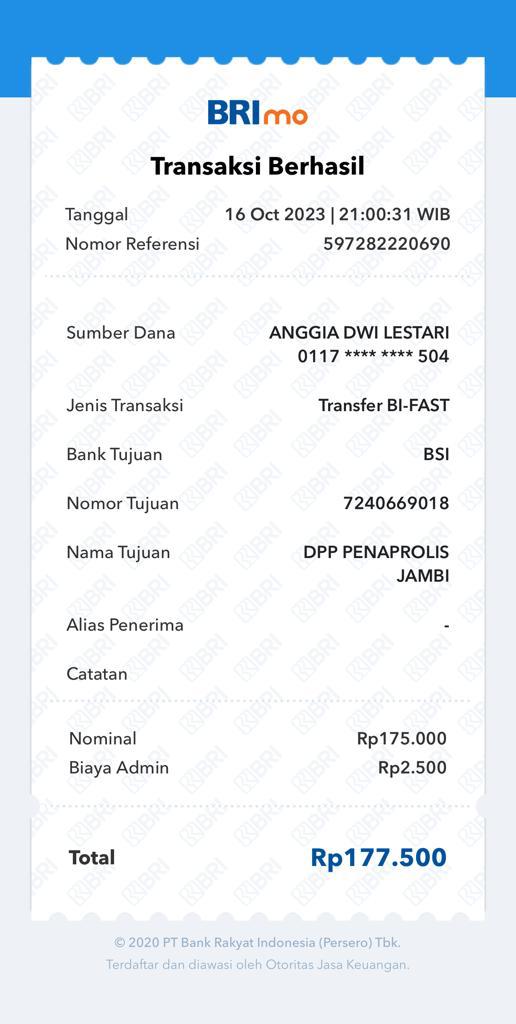 BRImo
Transaksi Berhasil
Tanggal 16 Oct 2023 | 21:00:31 WIB
Nomor Referensi 597282220690
Sumber Dana ANGGIA DWI LESTARI
0117 **** **** 504
Jenis Transaksi Transfer BI-FAST
Bank Tujuan BSI
Nomor Tujuan 7240669018
Nama Tujuan DPP PENAPROLIS
JAMBI
Alias Penerima -
Catatan
Nominal Rp175.000
Biaya Admin Rp2.500
Total Rp177.500
© 2020 PT Bank Rakyat Indonesia (Persero) Tbk.
Terdaftar dan diawasi oleh Otoritas Jasa Keuangan.